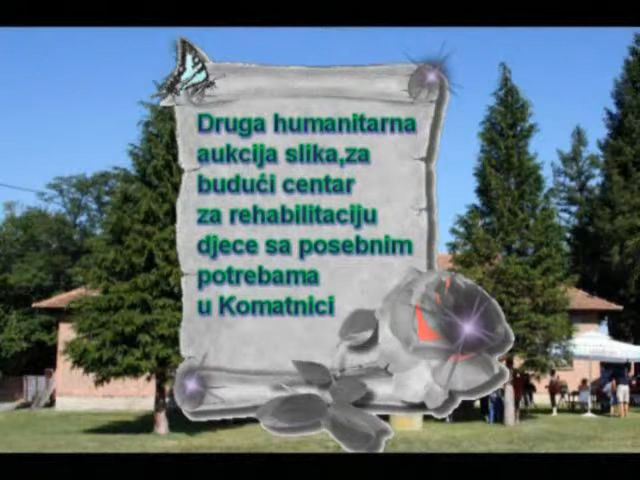 Druga humanitarna
aukcija slika,za
budući centar
za rehabilitaciju
djece sa posebnim
potrebama
u Komatnici